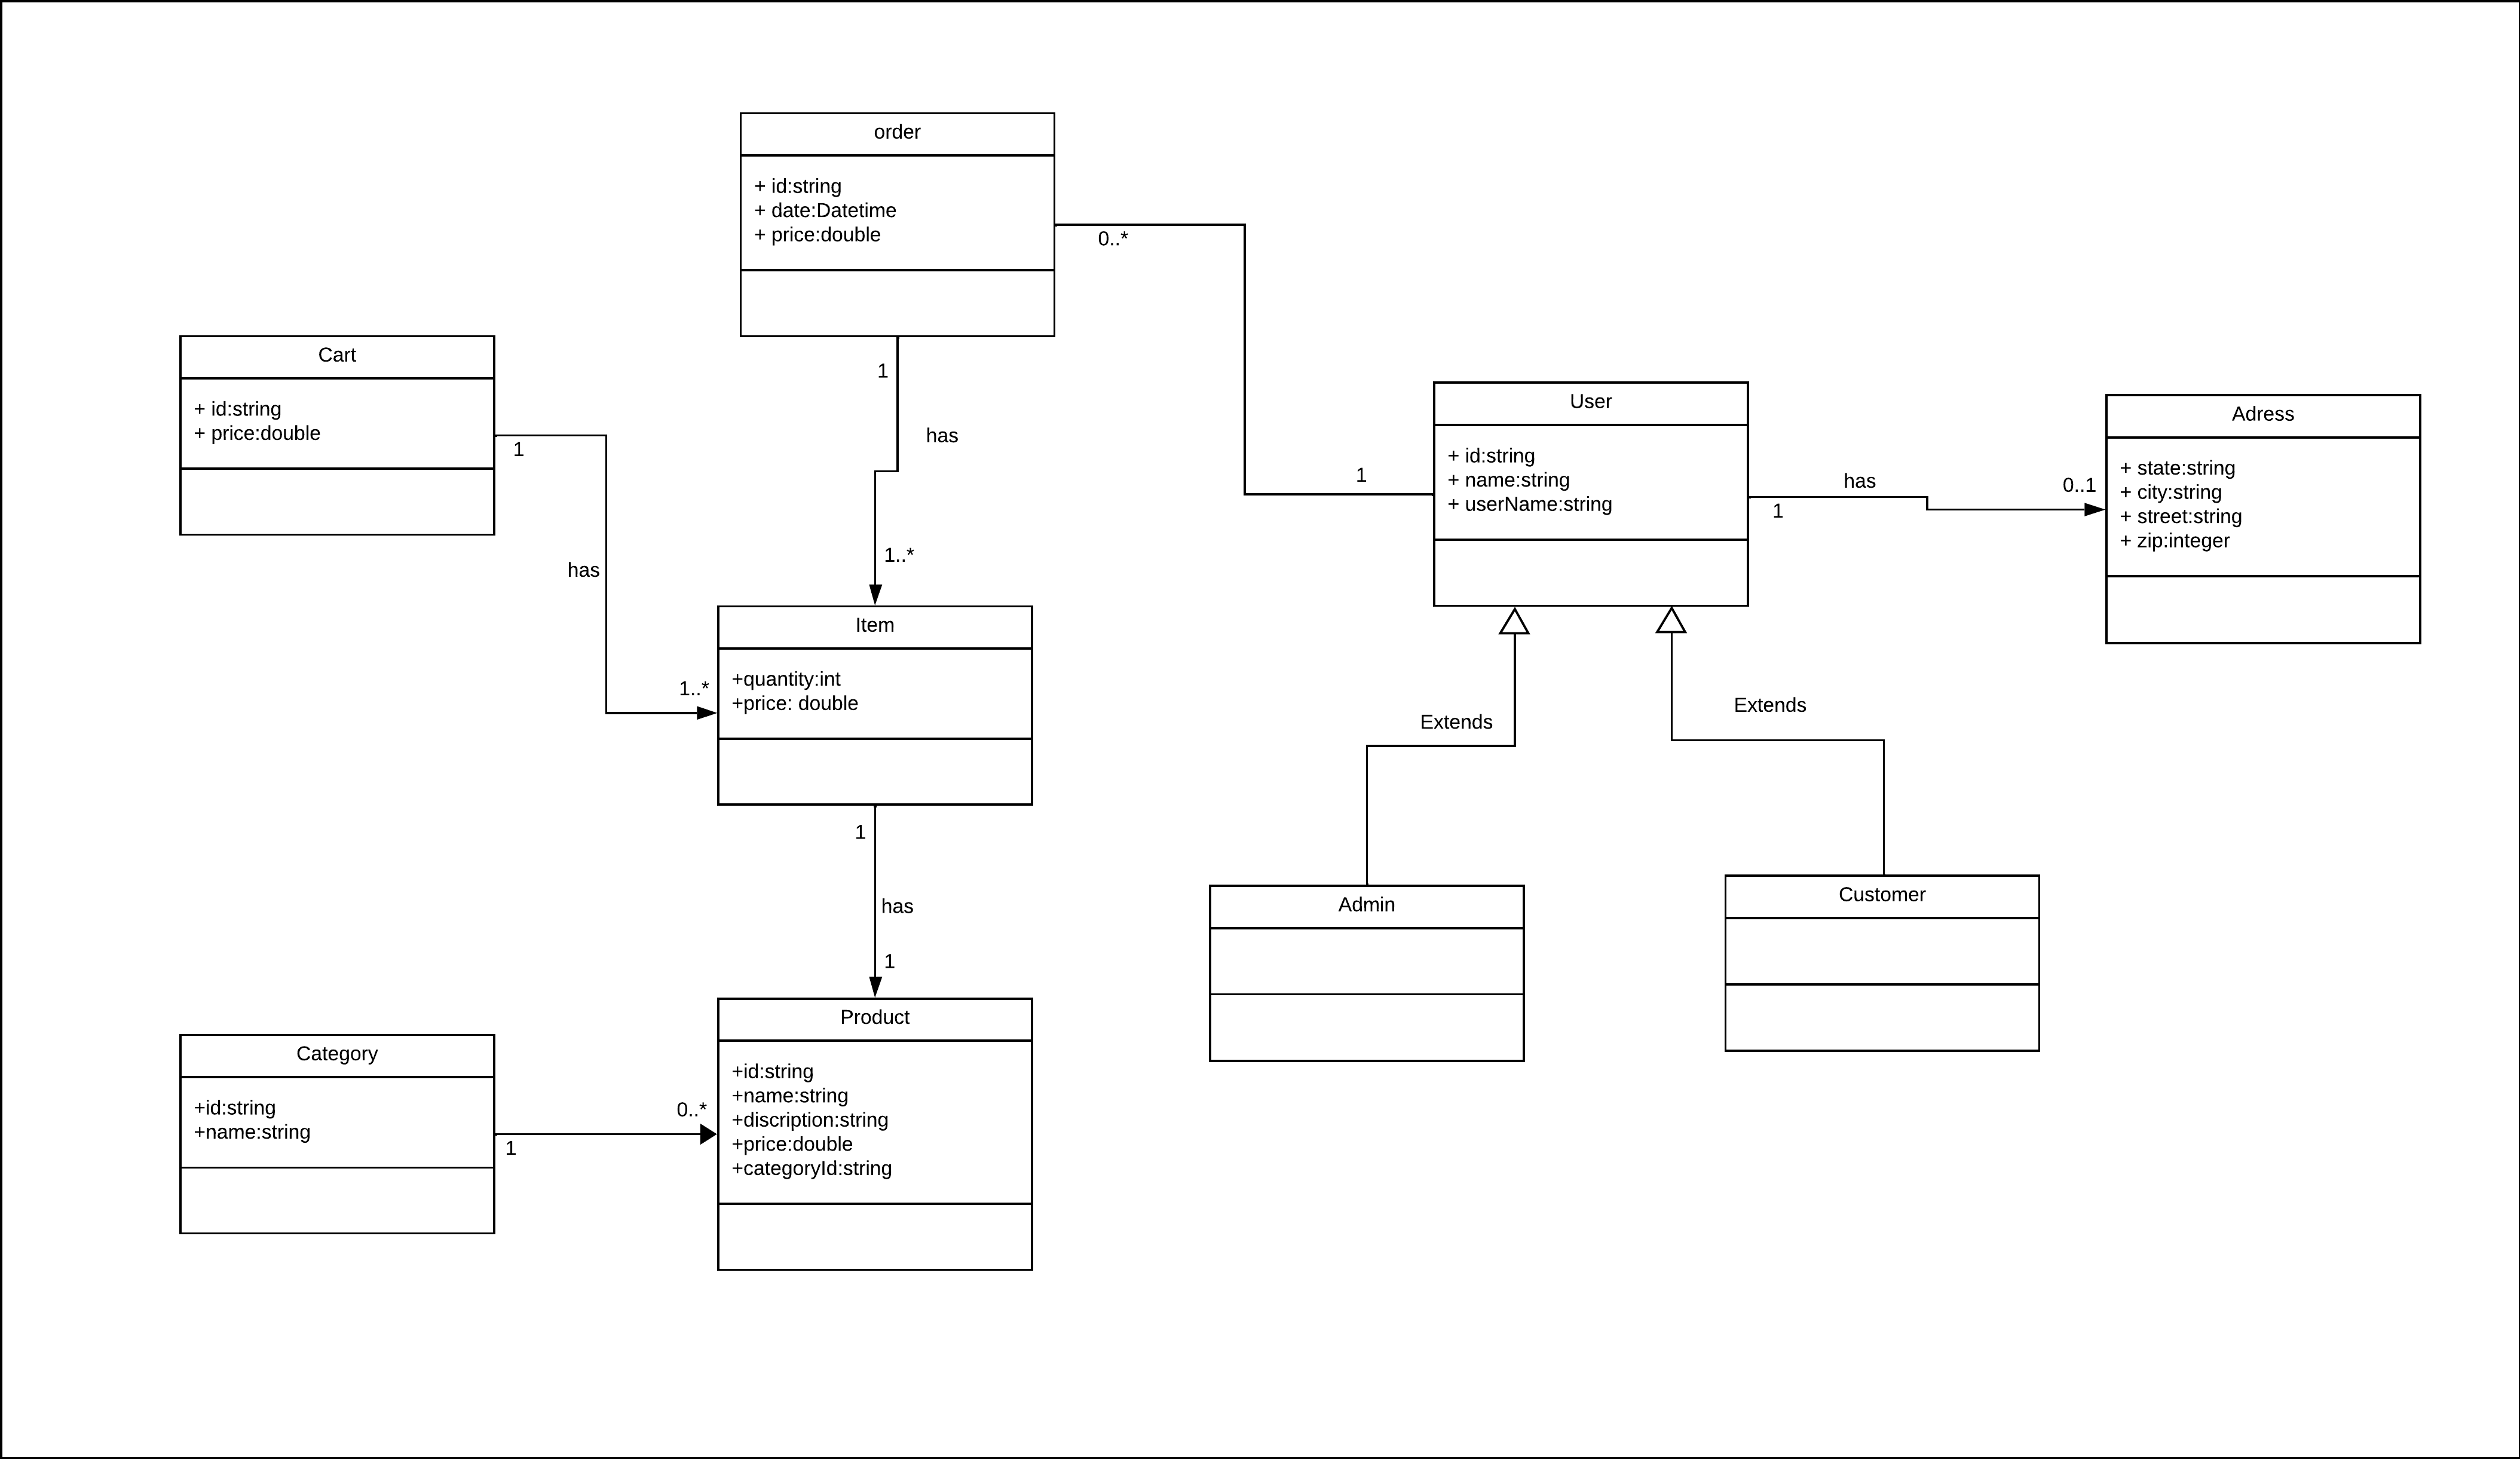 order
+ id:string
+ date:Datetime
+ price:double
0..*
1
has
1..*
Cart
+ id:string
+ price:double
1
has
1..*
Item
+quantity:int
+price: double
1
has
1
Product
+id:string
+name:string
+discription:string
+price:double
+categoryId:string
Category
+id:string
+name:string
1
0..*
1
User
+ id:string
+ name:string
+ userName:string
1
has
0..1
Adress
+ state:string
+ city:string
+ street:string
+ zip:integer
Extends
Extends
Admin
Customer